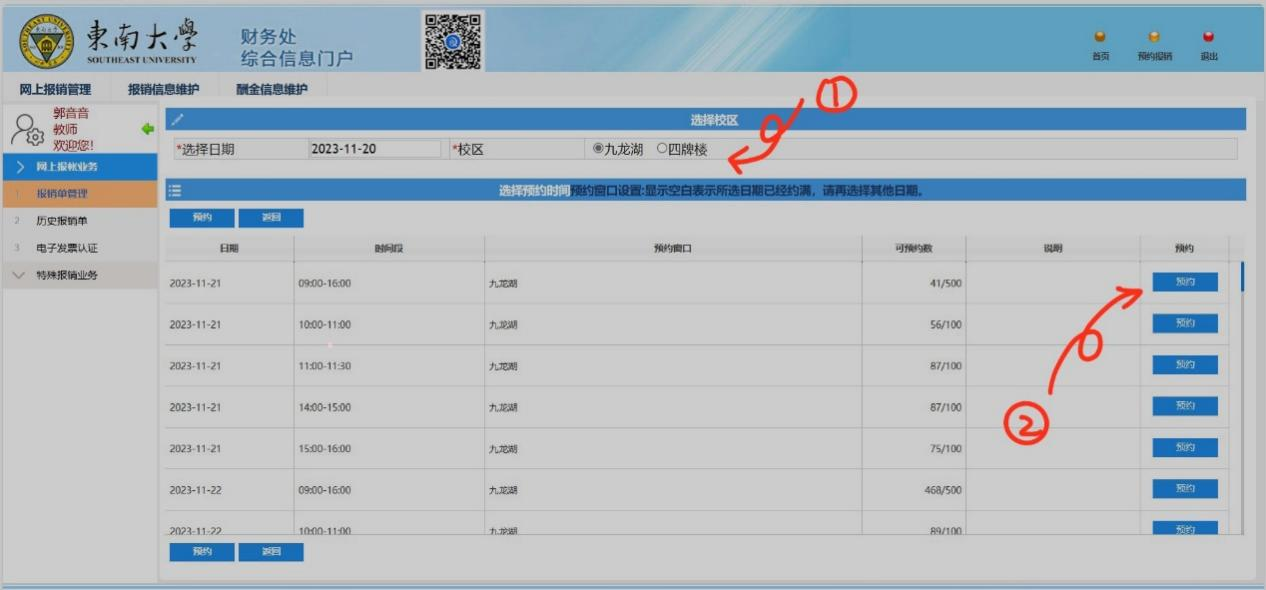 東南大學
SOUTHEAST UNIVERSITY
财务处
综合信息门户
首页 预约报销 退出
网上报销管理 报销信息维护 酬金信息维护
郭音音
教师
欢迎您!
网上报帐业务
1 报销单管理
2 历史报销单
3 电子发票认证
特殊报销业务
选择校区
①
*选择日期 2023-11-20 *校区 九龙湖 四牌楼
选择预约时间预约窗口设置:显示空白表示所选日期已经约满，请再选择其他日期。
预约 返回
日期 时间段 预约窗口 可预约数 说明 预约
2023-11-21 09:00-16:00 九龙湖 41/500 预约
2023-11-21 10:00-11:00 九龙湖 56/100 预约
2023-11-21 11:00-11:30 九龙湖 87/100 预约
2023-11-21 14:00-15:00 九龙湖 87/100 预约
②
2023-11-21 15:00-16:00 九龙湖 75/100 预约
2023-11-22 09:00-16:00 九龙湖 468/500 预约
2023-11-22 10:00-11:00 九龙湖 89/100 预约
预约 返回